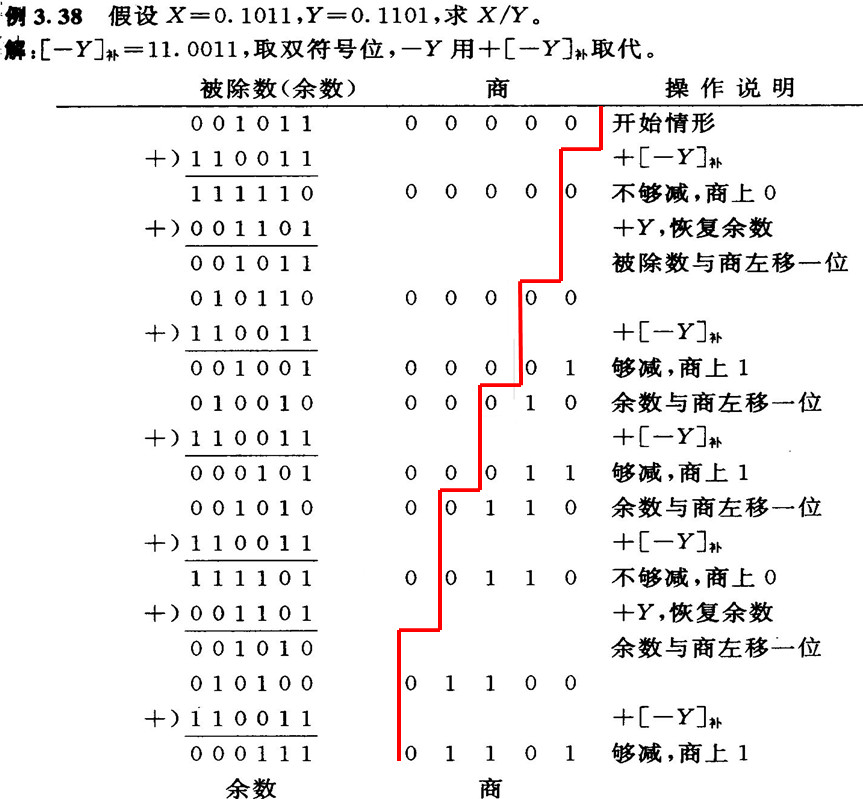 例3.38 假设 X=0.1011,Y=0.1101,求 X/Y。
解:[-Y]补=11.0011,取双符号位,-Y 用+[-Y]补取代。
被除数(余数) 商 操作说明
001011 0 0 0 0 0 开始情形
+)110011 +[-Y]补
111110 0 0 0 0 0 不够减,商上 0
+)001101 +Y,恢复余数
001011 被除数与商左移一位
010110 0 0 0 0 0
+)110011 +[-Y]补
001001 0 0 0 0 1 够减,商上 1
010010 0 0 0 1 0 余数与商左移一位
+)110011 +[-Y]补
000101 0 0 0 1 1 够减,商上 1
001010 0 0 1 1 0 余数与商左移一位
+)110011 +[-Y]补
111101 0 0 1 1 0 不够减,商上 0
+)001101 +Y,恢复余数
001010 余数与商左移一位
010100 0 1 1 0 0
+)110011 +[-Y]补
000111 0 1 1 0 1 够减,商上 1
余数 商